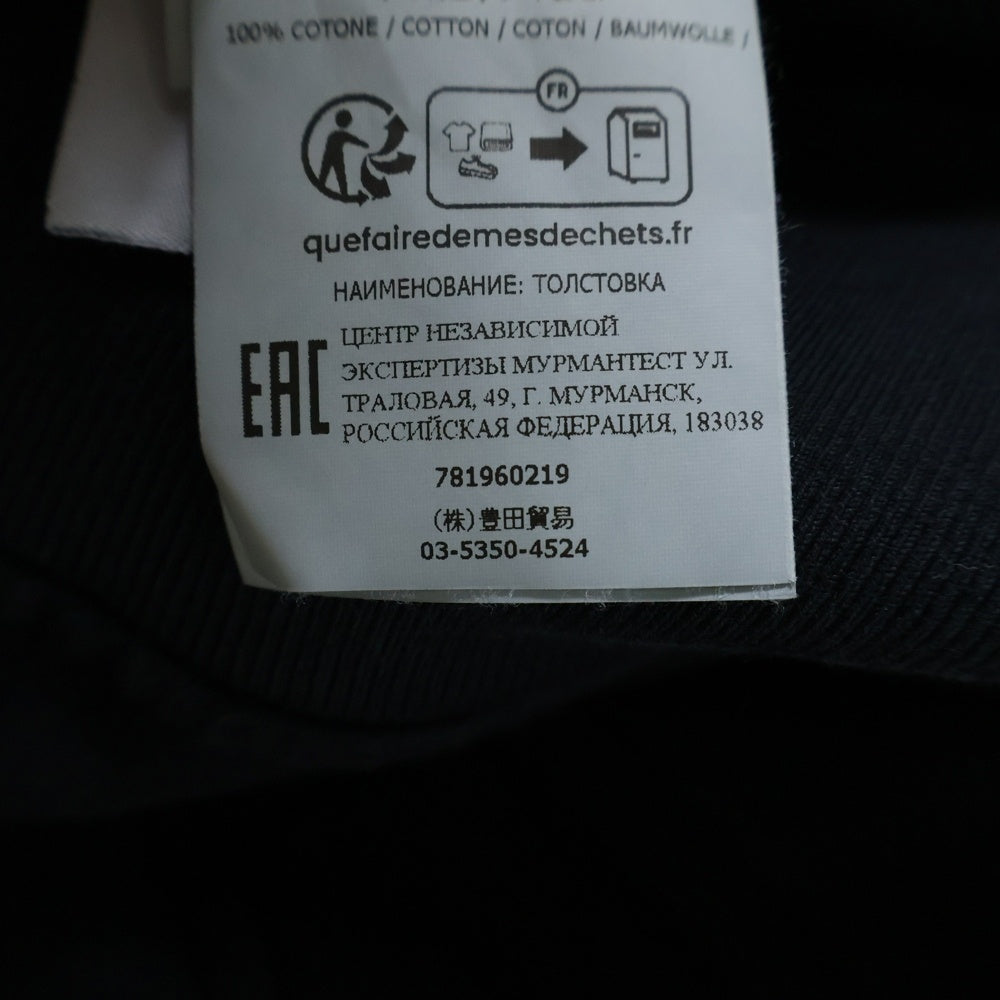 100% COTONE / COTTON / COTON / BAUMWOLLE /
FR
quefairedemesdechets.fr
НАИМЕНОВАНИЕ: ТОЛСТОВКА
EAC
ЦЕНТР НЕЗАВИСИМОЙ
ЭКСПЕРТИЗЫ МУРМАНТЕСТ УЛ.
ТРАЛОВАЯ, 49, Г. МУРМАНСК,
РОССИЙСКАЯ ФЕДЕРАЦИЯ, 183038
781960219
(株)豊田貿易
03-5350-4524